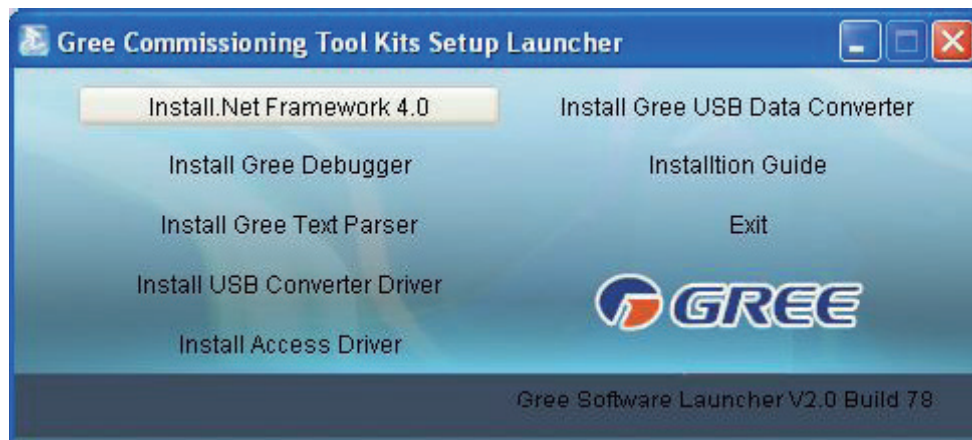 Gree Commissioning Tool Kits Setup Launcher
Install.Net Framework 4.0
Install Gree Debugger
Install Gree Text Parser
Install USB Converter Driver
Install Access Driver
Install Gree USB Data Converter
Installtion Guide
Exit
GREE
Gree Software Launcher V2.0 Build 78